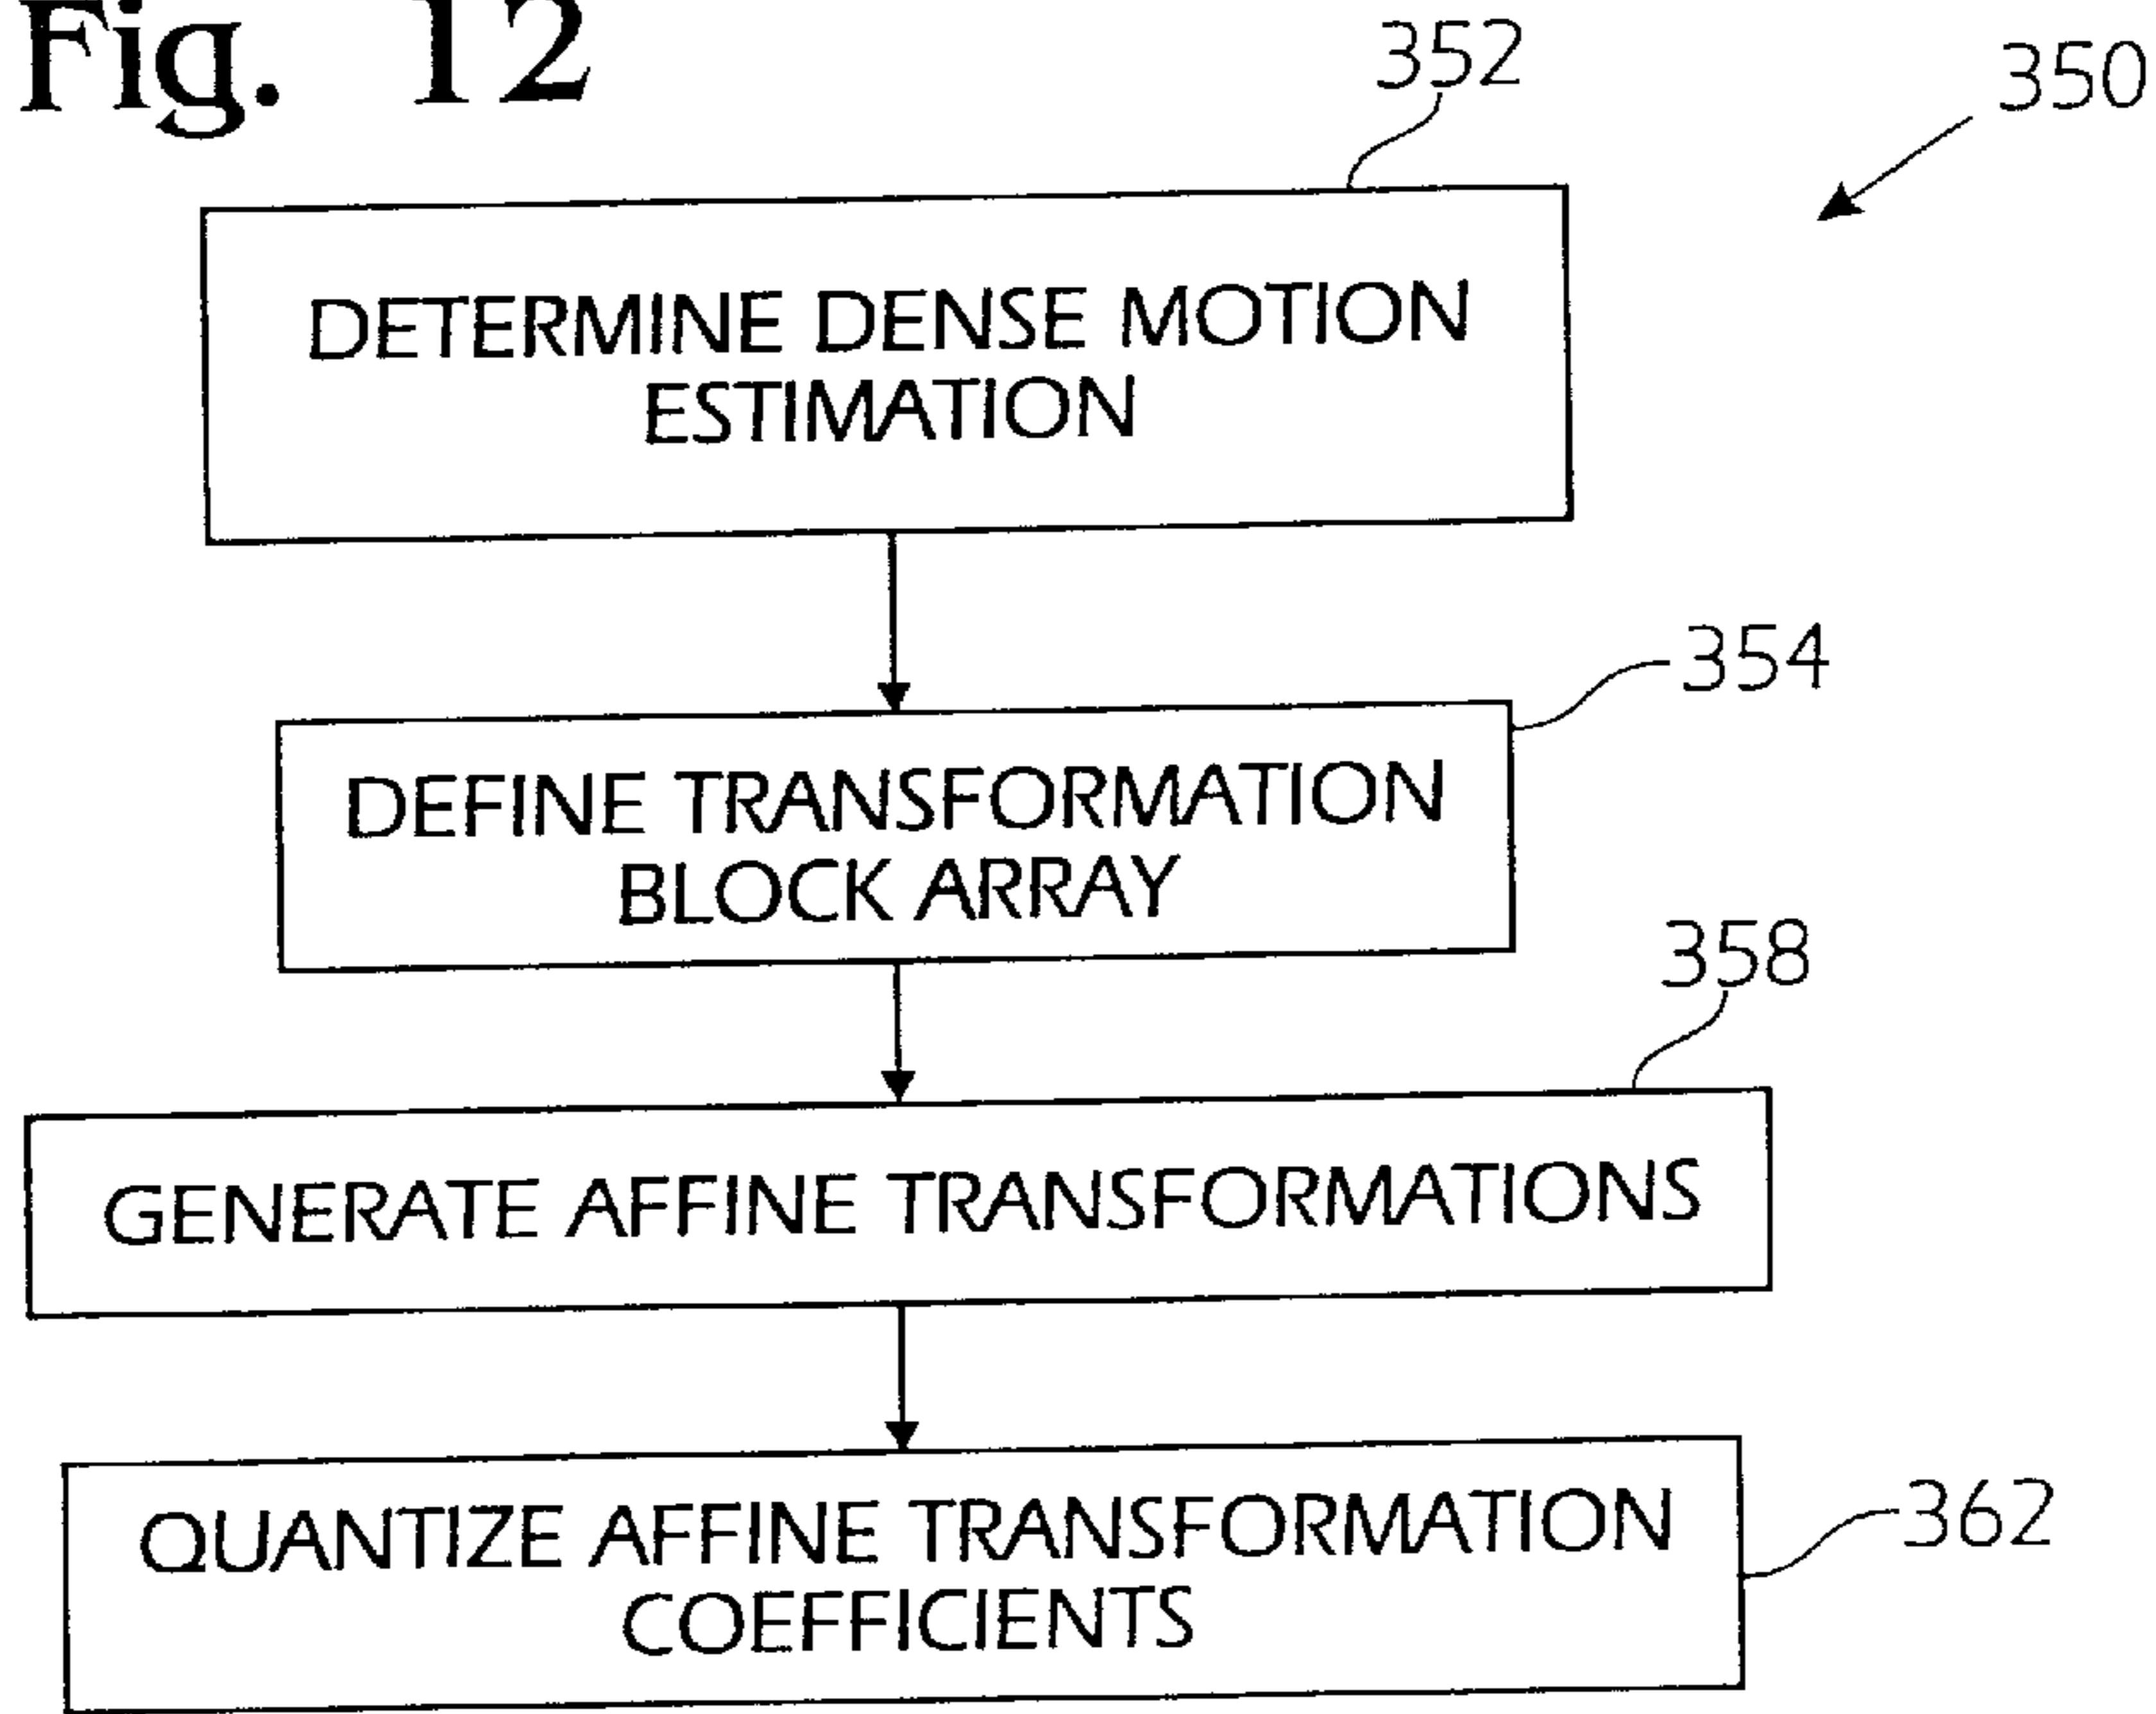 Fig. 12
352
350
DETERMINE DENSE MOTION
ESTIMATION
354
DEFINE TRANSFORMATION
BLOCK ARRAY
358
GENERATE AFFINE TRANSFORMATIONS
QUANTIZE AFFINE TRANSFORMATION
COEFFICIENTS
362